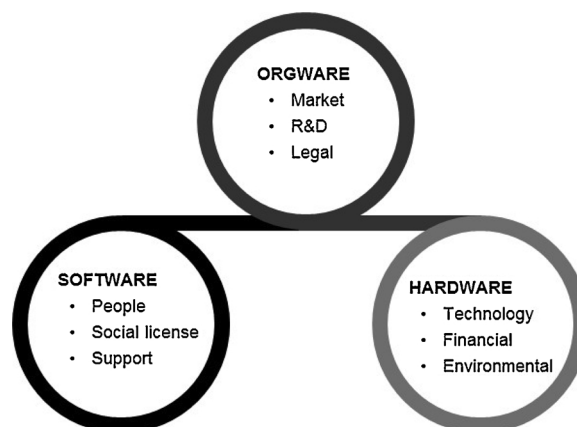 ORGWARE
• Market
• R&D
• Legal
SOFTWARE
• People
• Social license
• Support
HARDWARE
• Technology
• Financial
• Environmental